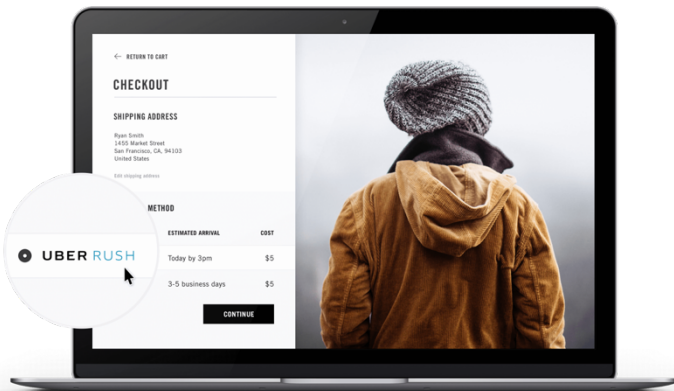 ← RETURN TO CART
CHECKOUT
SHIPPING ADDRESS
Ryan Smith
1455 Market Street
San Francisco, CA, 94103
United States
Edit shipping address
METHOD
ESTIMATED ARRIVAL COST
UBER RUSH
Today by 3pm $5
3-5 business days $5
CONTINUE